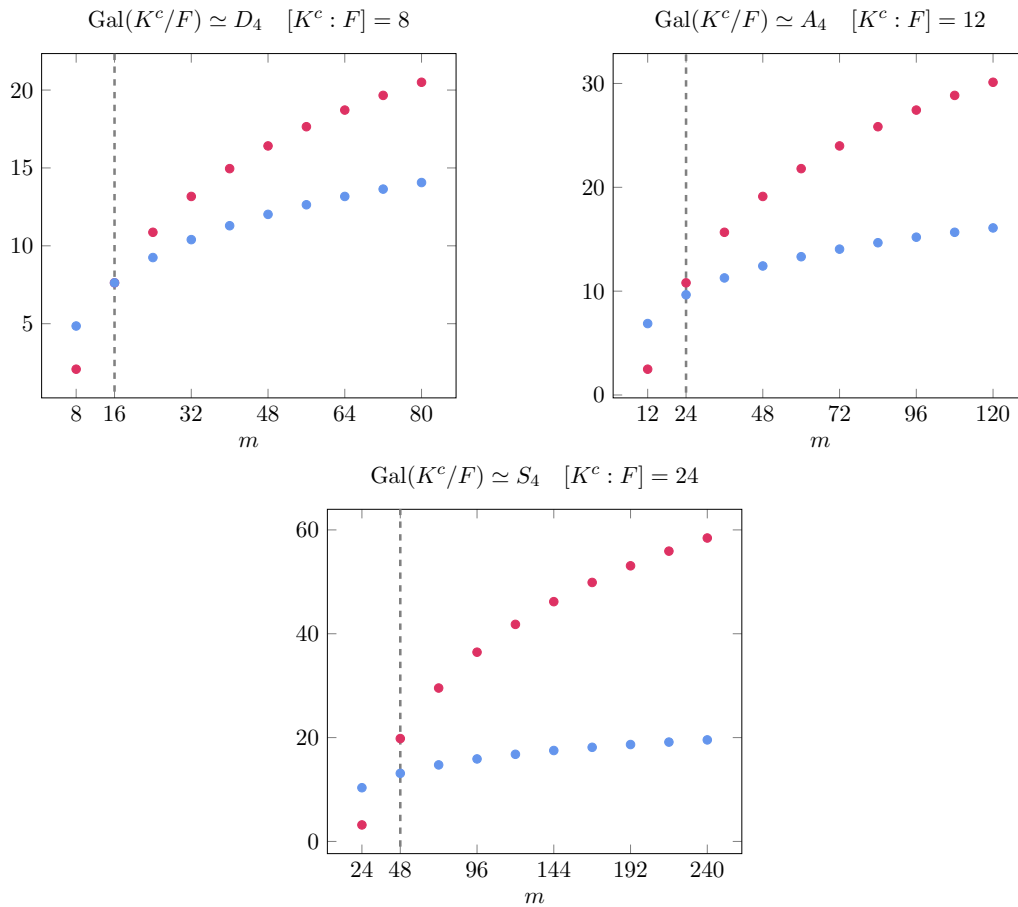 Gal(K^c/F) ≃ D_4 [K^c : F] = 8
20
15
10
5
8 16 32 48 64 80
m
Gal(K^c/F) ≃ A_4 [K^c : F] = 12
30
20
10
0
12 24 48 72 96 120
m
Gal(K^c/F) ≃ S_4 [K^c : F] = 24
60
40
20
0
24 48 96 144 192 240
m